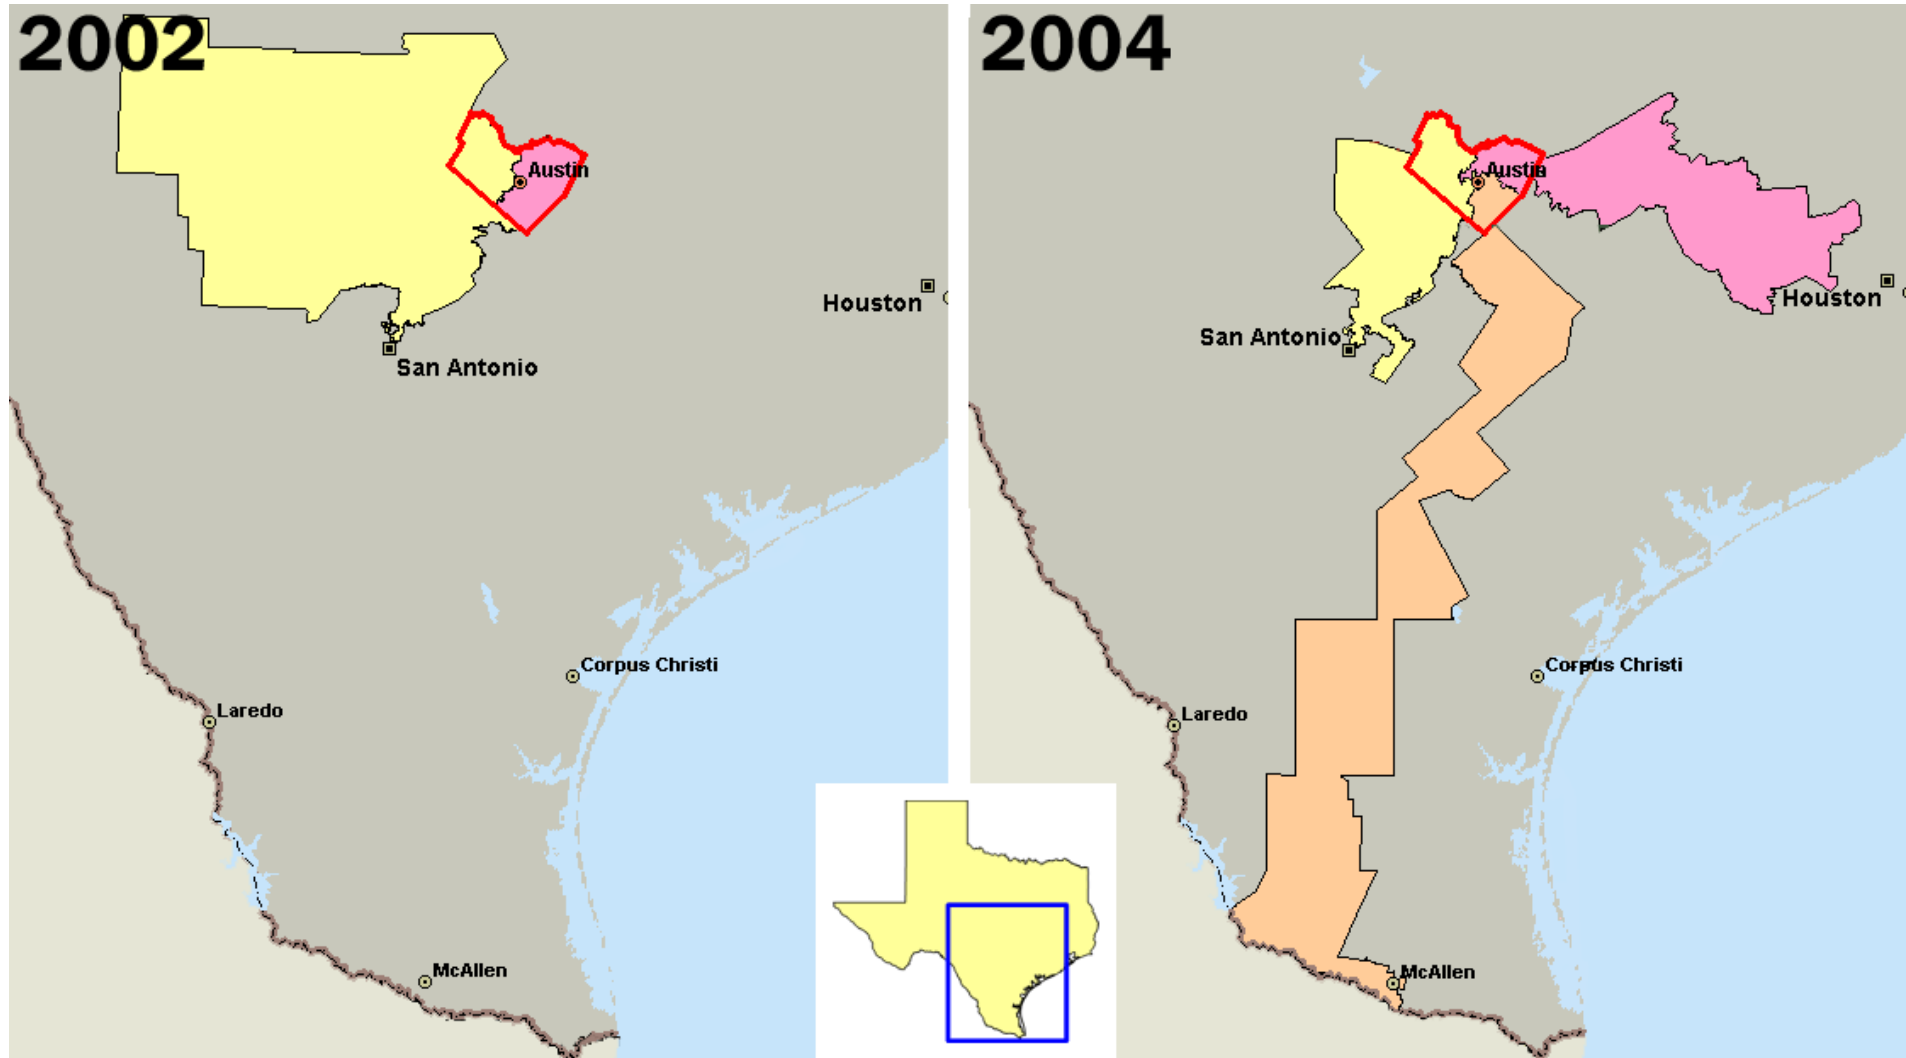 2002
Austin
Houston
San Antonio
Corpus Christi
Laredo
McAllen
2004
Austin
Houston
San Antonio
Corpus Christi
Laredo
McAllen